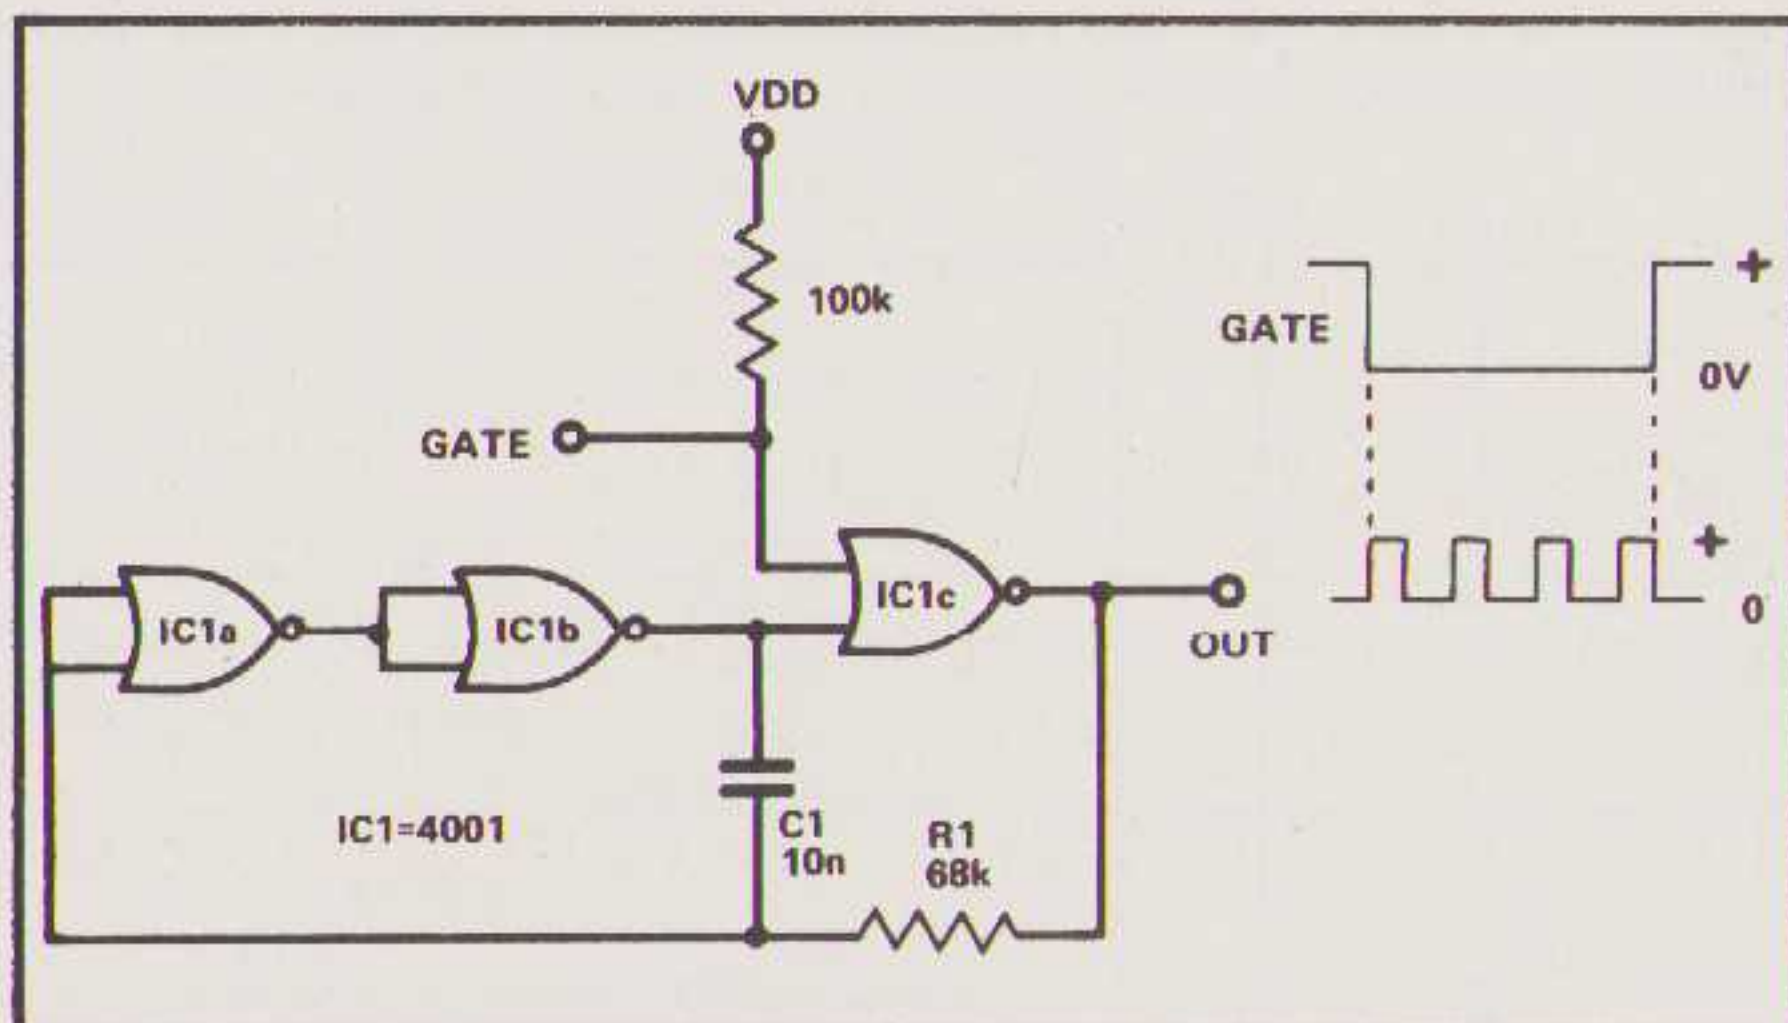 VDD
100k
GATE
IC1a
IC1b
IC1c
OUT
IC1=4001
C1
10n
R1
68k
GATE
+
0V
+
0